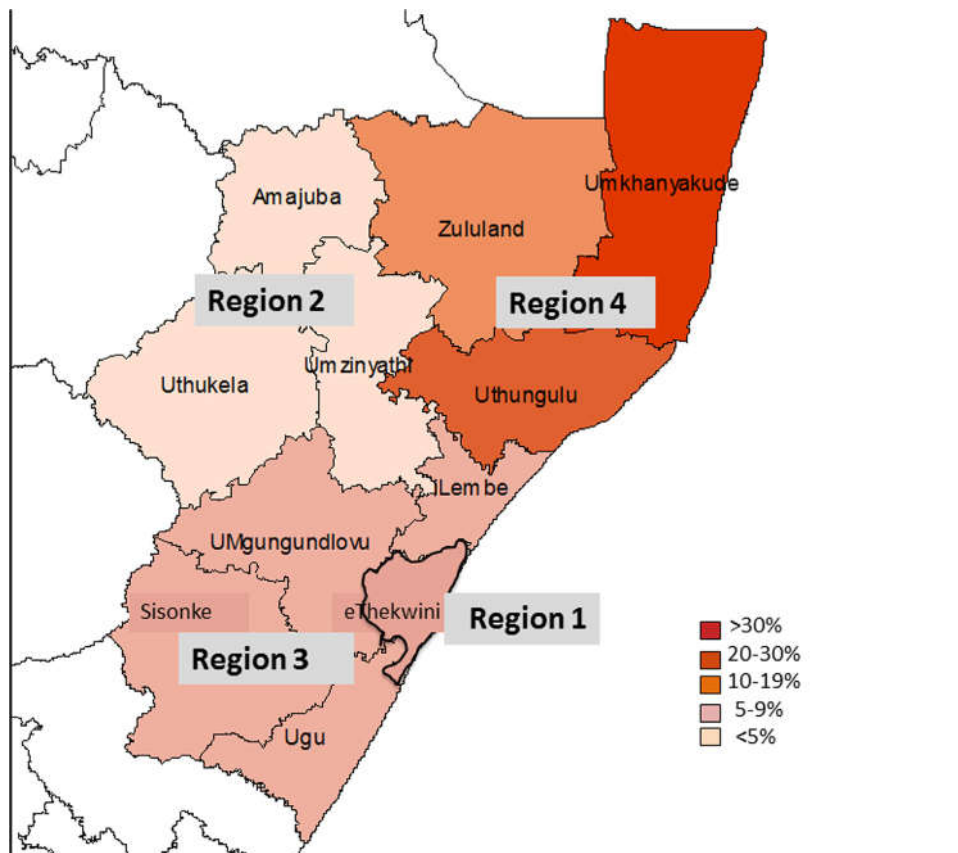 Umkhanyakude
Amajuba
Zululand
Region 2
Region 4
Umzinyathi
Uthukela
Uthungulu
iLembe
UMgungundlovu
Sisonke
eThekwini
Region 1
Region 3
Ugu
>30%
20-30%
10-19%
5-9%
<5%